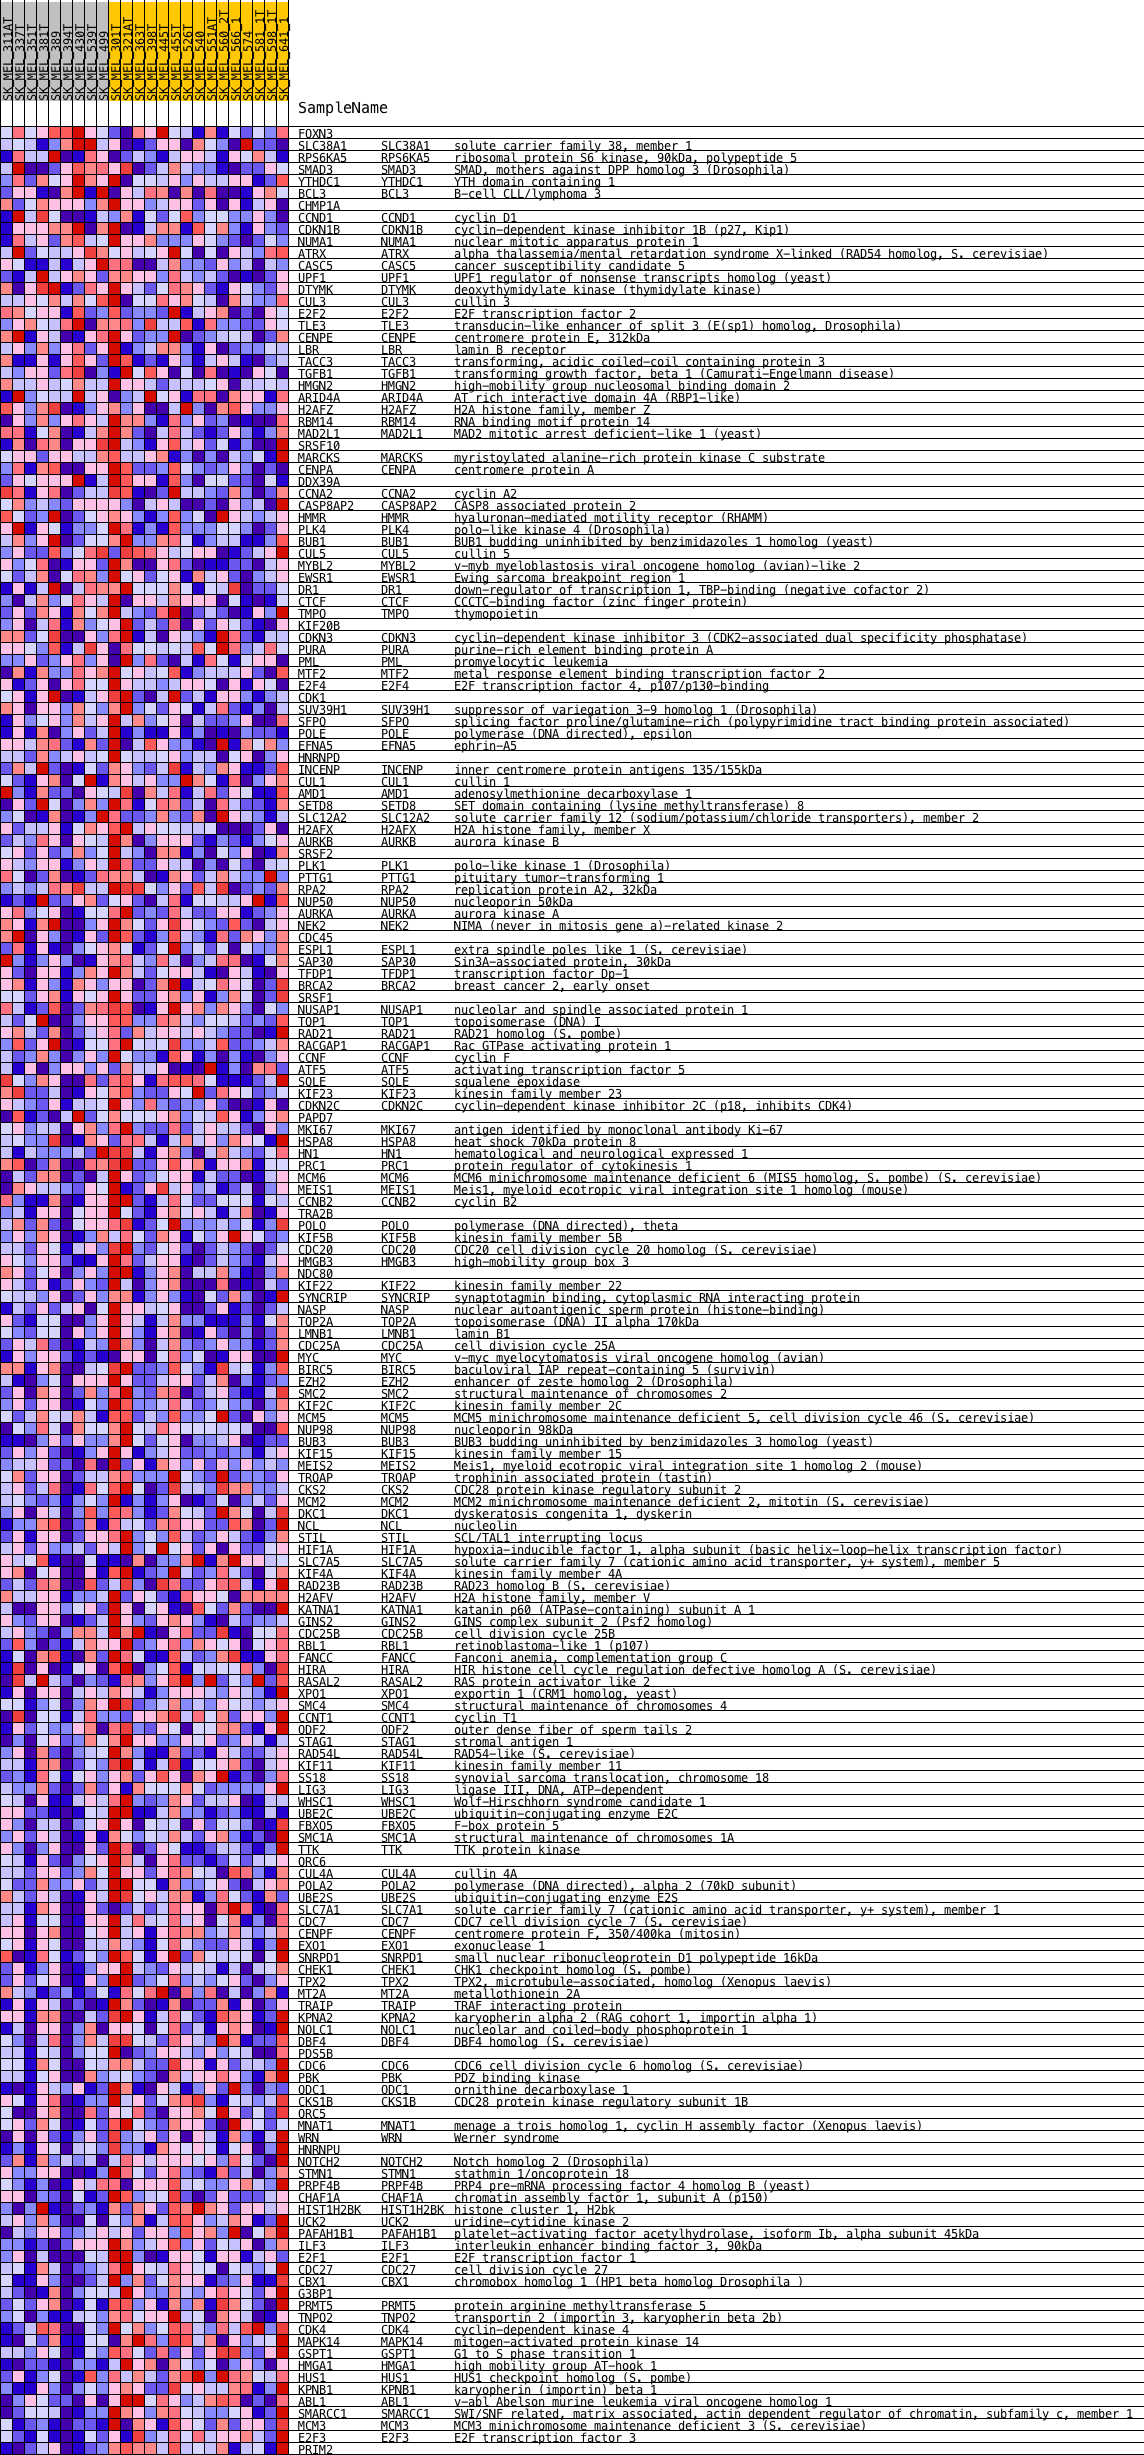 SK_MEL_311AT
SK_MEL_337T
SK_MEL_351T
SK_MEL_381T
SK_MEL_389
SK_MEL_394T
SK_MEL_430T
SK_MEL_539T
SK_MEL_499
SK_MEL_301T
SK_MEL_321AT
SK_MEL_363T
SK_MEL_398T
SK_MEL_445T
SK_MEL_455T
SK_MEL_526T
SK_MEL_540
SK_MEL_551AT
SK_MEL_560_2T
SK_MEL_566_1
SK_MEL_574
SK_MEL_581_1T
SK_MEL_598_1T
SK_MEL_641_1
SampleName
FOXN3
SLC38A1 SLC38A1 solute carrier family 38, member 1
RPS6KA5 RPS6KA5 ribosomal protein S6 kinase, 90kDa, polypeptide 5
SMAD3 SMAD3 SMAD, mothers against DPP homolog 3 (Drosophila)
YTHDC1 YTHDC1 YTH domain containing 1
BCL3 BCL3 B-cell CLL/lymphoma 3
CHMP1A
CCND1 CCND1 cyclin D1
CDKN1B CDKN1B cyclin-dependent kinase inhibitor 1B (p27, Kip1)
NUMA1 NUMA1 nuclear mitotic apparatus protein 1
ATRX ATRX alpha thalassemia/mental retardation syndrome X-linked (RAD54 homolog, S. cerevisiae)
CASC5 CASC5 cancer susceptibility candidate 5
UPF1 UPF1 UPF1 regulator of nonsense transcripts homolog (yeast)
DTYMK DTYMK deoxythymidylate kinase (thymidylate kinase)
CUL3 CUL3 cullin 3
E2F2 E2F2 E2F transcription factor 2
TLE3 TLE3 transducin-like enhancer of split 3 (E(sp1) homolog, Drosophila)
CENPE CENPE centromere protein E, 312kDa
LBR LBR lamin B receptor
TACC3 TACC3 transforming, acidic coiled-coil containing protein 3
TGFB1 TGFB1 transforming growth factor, beta 1 (Camurati-Engelmann disease)
HMGN2 HMGN2 high-mobility group nucleosomal binding domain 2
ARID4A ARID4A AT rich interactive domain 4A (RBP1-like)
H2AFZ H2AFZ H2A histone family, member Z
RBM14 RBM14 RNA binding motif protein 14
MAD2L1 MAD2L1 MAD2 mitotic arrest deficient-like 1 (yeast)
SRSF10
MARCKS MARCKS myristoylated alanine-rich protein kinase C substrate
CENPA CENPA centromere protein A
DDX39A
CCNA2 CCNA2 cyclin A2
CASP8AP2 CASP8AP2 CASP8 associated protein 2
HMMR HMMR hyaluronan-mediated motility receptor (RHAMM)
PLK4 PLK4 polo-like kinase 4 (Drosophila)
BUB1 BUB1 BUB1 budding uninhibited by benzimidazoles 1 homolog (yeast)
CUL5 CUL5 cullin 5
MYBL2 MYBL2 v-myb myeloblastosis viral oncogene homolog (avian)-like 2
EWSR1 EWSR1 Ewing sarcoma breakpoint region 1
DR1 DR1 down-regulator of transcription 1, TBP-binding (negative cofactor 2)
CTCF CTCF CCCTC-binding factor (zinc finger protein)
TMPO TMPO thymopoietin
KIF20B
CDKN3 CDKN3 cyclin-dependent kinase inhibitor 3 (CDK2-associated dual specificity phosphatase)
PURA PURA purine-rich element binding protein A
PML PML promyelocytic leukemia
MTF2 MTF2 metal response element binding transcription factor 2
E2F4 E2F4 E2F transcription factor 4, p107/p130-binding
CDK1
SUV39H1 SUV39H1 suppressor of variegation 3-9 homolog 1 (Drosophila)
SFPQ SFPQ splicing factor proline/glutamine-rich (polypyrimidine tract binding protein associated)
POLE POLE polymerase (DNA directed), epsilon
EFNA5 EFNA5 ephrin-A5
HNRNPD
INCENP INCENP inner centromere protein antigens 135/155kDa
CUL1 CUL1 cullin 1
AMD1 AMD1 adenosylmethionine decarboxylase 1
SETD8 SETD8 SET domain containing (lysine methyltransferase) 8
SLC12A2 SLC12A2 solute carrier family 12 (sodium/potassium/chloride transporters), member 2
H2AFX H2AFX H2A histone family, member X
AURKB AURKB aurora kinase B
SRSF2
PLK1 PLK1 polo-like kinase 1 (Drosophila)
PTTG1 PTTG1 pituitary tumor-transforming 1
RPA2 RPA2 replication protein A2, 32kDa
NUP50 NUP50 nucleoporin 50kDa
AURKA AURKA aurora kinase A
NEK2 NEK2 NIMA (never in mitosis gene a)-related kinase 2
CDC45
ESPL1 ESPL1 extra spindle poles like 1 (S. cerevisiae)
SAP30 SAP30 Sin3A-associated protein, 30kDa
TFDP1 TFDP1 transcription factor Dp-1
BRCA2 BRCA2 breast cancer 2, early onset
SRSF1
NUSAP1 NUSAP1 nucleolar and spindle associated protein 1
TOP1 TOP1 topoisomerase (DNA) I
RAD21 RAD21 RAD21 homolog (S. pombe)
RACGAP1 RACGAP1 Rac GTPase activating protein 1
CCNF CCNF cyclin F
ATF5 ATF5 activating transcription factor 5
SQLE SQLE squalene epoxidase
KIF23 KIF23 kinesin family member 23
CDKN2C CDKN2C cyclin-dependent kinase inhibitor 2C (p18, inhibits CDK4)
PAPD7
MKI67 MKI67 antigen identified by monoclonal antibody Ki-67
HSPA8 HSPA8 heat shock 70kDa protein 8
HN1 HN1 hematological and neurological expressed 1
PRC1 PRC1 protein regulator of cytokinesis 1
MCM6 MCM6 MCM6 minichromosome maintenance deficient 6 (MIS5 homolog, S. pombe) (S. cerevisiae)
MEIS1 MEIS1 Meis1, myeloid ecotropic viral integration site 1 homolog (mouse)
CCNB2 CCNB2 cyclin B2
TRA2B
POLQ POLQ polymerase (DNA directed), theta
KIF5B KIF5B kinesin family member 5B
CDC20 CDC20 CDC20 cell division cycle 20 homolog (S. cerevisiae)
HMGB3 HMGB3 high-mobility group box 3
NDC80
KIF22 KIF22 kinesin family member 22
SYNCRIP SYNCRIP synaptotagmin binding, cytoplasmic RNA interacting protein
NASP NASP nuclear autoantigenic sperm protein (histone-binding)
TOP2A TOP2A topoisomerase (DNA) II alpha 170kDa
LMNB1 LMNB1 lamin B1
CDC25A CDC25A cell division cycle 25A
MYC MYC v-myc myelocytomatosis viral oncogene homolog (avian)
BIRC5 BIRC5 baculoviral IAP repeat-containing 5 (survivin)
EZH2 EZH2 enhancer of zeste homolog 2 (Drosophila)
SMC2 SMC2 structural maintenance of chromosomes 2
KIF2C KIF2C kinesin family member 2C
MCM5 MCM5 MCM5 minichromosome maintenance deficient 5, cell division cycle 46 (S. cerevisiae)
NUP98 NUP98 nucleoporin 98kDa
BUB3 BUB3 BUB3 budding uninhibited by benzimidazoles 3 homolog (yeast)
KIF15 KIF15 kinesin family member 15
MEIS2 MEIS2 Meis1, myeloid ecotropic viral integration site 1 homolog 2 (mouse)
TROAP TROAP trophinin associated protein (tastin)
CKS2 CKS2 CDC28 protein kinase regulatory subunit 2
MCM2 MCM2 MCM2 minichromosome maintenance deficient 2, mitotin (S. cerevisiae)
DKC1 DKC1 dyskeratosis congenita 1, dyskerin
NCL NCL nucleolin
STIL STIL SCL/TAL1 interrupting locus
HIF1A HIF1A hypoxia-inducible factor 1, alpha subunit (basic helix-loop-helix transcription factor)
SLC7A5 SLC7A5 solute carrier family 7 (cationic amino acid transporter, y+ system), member 5
KIF4A KIF4A kinesin family member 4A
RAD23B RAD23B RAD23 homolog B (S. cerevisiae)
H2AFV H2AFV H2A histone family, member V
KATNA1 KATNA1 katanin p60 (ATPase-containing) subunit A 1
GINS2 GINS2 GINS complex subunit 2 (Psf2 homolog)
CDC25B CDC25B cell division cycle 25B
RBL1 RBL1 retinoblastoma-like 1 (p107)
FANCC FANCC Fanconi anemia, complementation group C
HIRA HIRA HIR histone cell cycle regulation defective homolog A (S. cerevisiae)
RASAL2 RASAL2 RAS protein activator like 2
XPO1 XPO1 exportin 1 (CRM1 homolog, yeast)
SMC4 SMC4 structural maintenance of chromosomes 4
CCNT1 CCNT1 cyclin T1
ODF2 ODF2 outer dense fiber of sperm tails 2
STAG1 STAG1 stromal antigen 1
RAD54L RAD54L RAD54-like (S. cerevisiae)
KIF11 KIF11 kinesin family member 11
SS18 SS18 synovial sarcoma translocation, chromosome 18
LIG3 LIG3 ligase III, DNA, ATP-dependent
WHSC1 WHSC1 Wolf-Hirschhorn syndrome candidate 1
UBE2C UBE2C ubiquitin-conjugating enzyme E2C
FBXO5 FBXO5 F-box protein 5
SMC1A SMC1A structural maintenance of chromosomes 1A
TTK TTK TTK protein kinase
ORC6
CUL4A CUL4A cullin 4A
POLA2 POLA2 polymerase (DNA directed), alpha 2 (70kD subunit)
UBE2S UBE2S ubiquitin-conjugating enzyme E2S
SLC7A1 SLC7A1 solute carrier family 7 (cationic amino acid transporter, y+ system), member 1
CDC7 CDC7 CDC7 cell division cycle 7 (S. cerevisiae)
CENPF CENPF centromere protein F, 350/400ka (mitosin)
EXO1 EXO1 exonuclease 1
SNRPD1 SNRPD1 small nuclear ribonucleoprotein D1 polypeptide 16kDa
CHEK1 CHEK1 CHK1 checkpoint homolog (S. pombe)
TPX2 TPX2 TPX2, microtubule-associated, homolog (Xenopus laevis)
MT2A MT2A metallothionein 2A
TRAIP TRAIP TRAF interacting protein
KPNA2 KPNA2 karyopherin alpha 2 (RAG cohort 1, importin alpha 1)
NOLC1 NOLC1 nucleolar and coiled-body phosphoprotein 1
DBF4 DBF4 DBF4 homolog (S. cerevisiae)
PDS5B
CDC6 CDC6 CDC6 cell division cycle 6 homolog (S. cerevisiae)
PBK PBK PDZ binding kinase
ODC1 ODC1 ornithine decarboxylase 1
CKS1B CKS1B CDC28 protein kinase regulatory subunit 1B
ORC5
MNAT1 MNAT1 menage a trois homolog 1, cyclin H assembly factor (Xenopus laevis)
WRN WRN Werner syndrome
HNRNPU
NOTCH2 NOTCH2 Notch homolog 2 (Drosophila)
STMN1 STMN1 stathmin 1/oncoprotein 18
PRPF4B PRPF4B PRP4 pre-mRNA processing factor 4 homolog B (yeast)
CHAF1A CHAF1A chromatin assembly factor 1, subunit A (p150)
HIST1H2BK HIST1H2BK histone cluster 1, H2bk
UCK2 UCK2 uridine-cytidine kinase 2
PAFAH1B1 PAFAH1B1 platelet-activating factor acetylhydrolase, isoform Ib, alpha subunit 45kDa
ILF3 ILF3 interleukin enhancer binding factor 3, 90kDa
E2F1 E2F1 E2F transcription factor 1
CDC27 CDC27 cell division cycle 27
CBX1 CBX1 chromobox homolog 1 (HP1 beta homolog Drosophila )
G3BP1
PRMT5 PRMT5 protein arginine methyltransferase 5
TNPO2 TNPO2 transportin 2 (importin 3, karyopherin beta 2b)
CDK4 CDK4 cyclin-dependent kinase 4
MAPK14 MAPK14 mitogen-activated protein kinase 14
GSPT1 GSPT1 G1 to S phase transition 1
HMGA1 HMGA1 high mobility group AT-hook 1
HUS1 HUS1 HUS1 checkpoint homolog (S. pombe)
KPNB1 KPNB1 karyopherin (importin) beta 1
ABL1 ABL1 v-abl Abelson murine leukemia viral oncogene homolog 1
SMARCC1 SMARCC1 SWI/SNF related, matrix associated, actin dependent regulator of chromatin, subfamily c, member 1
MCM3 MCM3 MCM3 minichromosome maintenance deficient 3 (S. cerevisiae)
E2F3 E2F3 E2F transcription factor 3
PRIM2